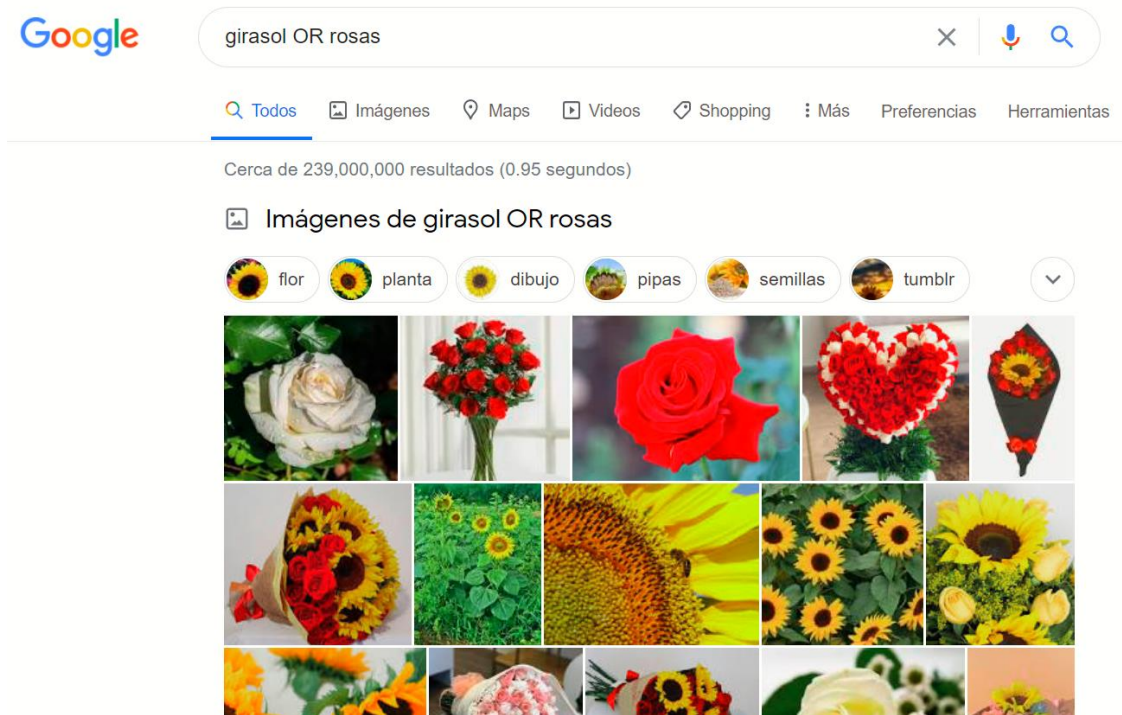 Google
girasol OR rosas
Todos Imágenes Maps Videos Shopping Más Preferencias Herramientas
Cerca de 239,000,000 resultados (0.95 segundos)
Imágenes de girasol OR rosas
flor planta dibujo pipas semillas tumblr